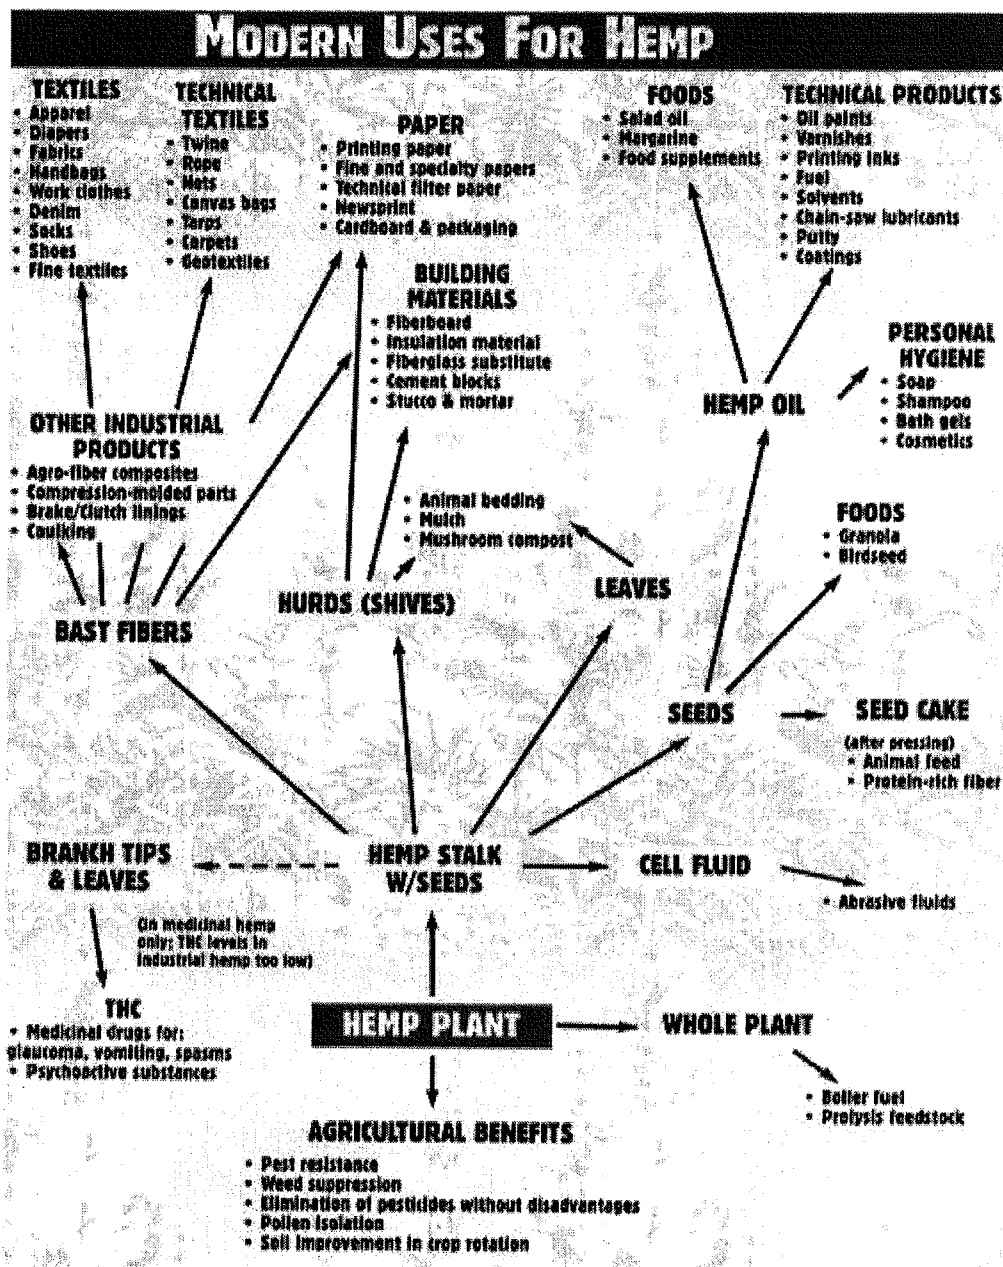 MODERN USES FOR HEMP
TEXTILES
• Apparel
• Diapers
• Fabrics
• Handbags
• Work clothes
• Denim
• Socks
• Shoes
• Fine textiles
TECHNICAL
TEXTILES
• Twine
• Rope
• Nets
• Canvas bags
• Tarps
• Carpets
• Geotextiles
PAPER
• Printing paper
• Fine and specialty papers
• Technical filter paper
• Newsprint
• Cardboard & packaging
FOODS
• Salad oil
• Margarine
• Food supplements
TECHNICAL PRODUCTS
• Oil paints
• Varnishes
• Printing inks
• Fuel
• Solvents
• Chain-saw lubricants
• Putty
• Coatings
BUILDING
MATERIALS
• Fiberboard
• Insulation material
• Fiberglass substitute
• Cement blocks
• Stucco & mortar
PERSONAL
HYGIENE
• Soap
• Shampoo
• Bath gels
• Cosmetics
HEMP OIL
OTHER INDUSTRIAL
PRODUCTS
• Agro-fiber composites
• Compression-molded parts
• Brake/Clutch linings
• Caulking
• Animal bedding
• Mulch
• Mushroom compost
FOODS
• Granola
• Birdseed
BAST FIBERS
HURDS (SHIVES)
LEAVES
SEEDS
SEED CAKE
(after pressing)
• Animal feed
• Protein-rich fiber
BRANCH TIPS
& LEAVES
HEMP STALK
W/SEEDS
CELL FLUID
• Abrasive fluids
(In medicinal hemp
only; THC levels in
industrial hemp too low)
THC
• Medicinal drugs for:
glaucoma, vomiting, spasms
• Psychoactive substances
HEMP PLANT
WHOLE PLANT
• Boiler fuel
• Prolysis feedstock
AGRICULTURAL BENEFITS
• Pest resistance
• Weed suppression
• Elimination of pesticides without disadvantages
• Pollen isolation
• Soil improvement in crop rotation